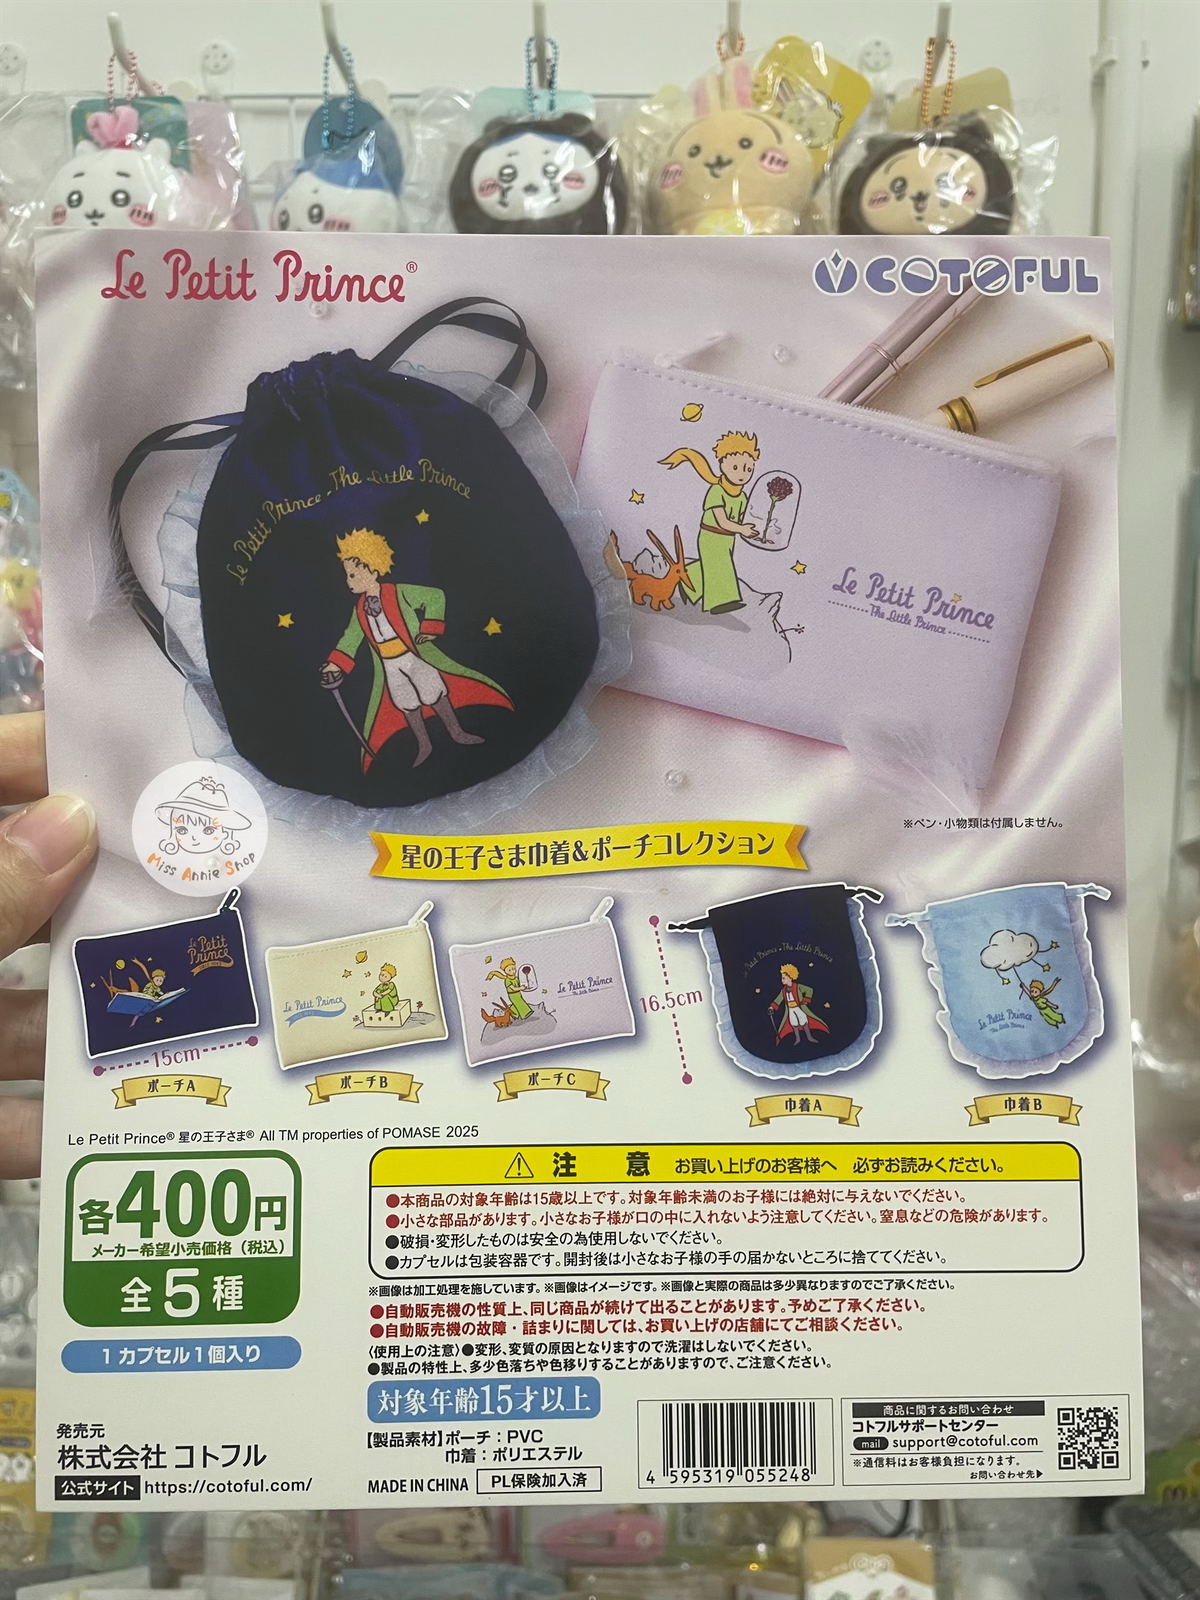 Le Petit Prince®
COTOFUL
Le Petit Prince • The Little Prince
Le Petit Prince
The Little Prince
※ペン・小物類は付属しません。
ANNIE
Miss Annie Shop
星の王子さま巾着&ポーチコレクション
Le Petit Prince
Le Petit Prince
Le Petit Prince
The Little Prince
Le Petit Prince • The Little Prince
Le Petit Prince
The Little Prince
15cm
16.5cm
ポーチA
ポーチB
ポーチC
巾着A
巾着B
Le Petit Prince® 星の王子さま® All TM properties of POMASE 2025
各400円
メーカー希望小売価格(税込)
全5種
1カプセル1個入り
注 意 お買い上げのお客様へ 必ずお読みください。
●本商品の対象年齢は15歳以上です。対象年齢未満のお子様には絶対に与えないでください。
●小さな部品があります。小さなお子様が口の中に入れないよう注意してください。窒息などの危険があります。
●破損・変形したものは安全の為使用しないでください。
●カプセルは包装容器です。開封後は小さなお子様の手の届かないところに捨ててください。
※画像は加工処理を施しています。※画像はイメージです。※画像と実際の商品は多少異なりますのでご了承ください。
●自動販売機の性質上、同じ商品が続けて出ることがあります。予めご了承ください。
●自動販売機の故障・詰まりに関しては、お買い上げの店舗にてご相談ください。
〈使用上の注意〉●変形、変質の原因となりますので洗濯はしないでください。
●製品の特性上、多少色落ちや色移りすることがありますので、ご注意ください。
対象年齢15才以上
【製品素材】ポーチ:PVC
巾着:ポリエステル
MADE IN CHINA PL保険加入済
発売元
株式会社 コトフル
公式サイト https://cotoful.com/
4 595319 055248
商品に関するお問い合わせ
コトフルサポートセンター
mail support@cotoful.com
※通信料はお客様負担になります。
お問い合わせ先▶